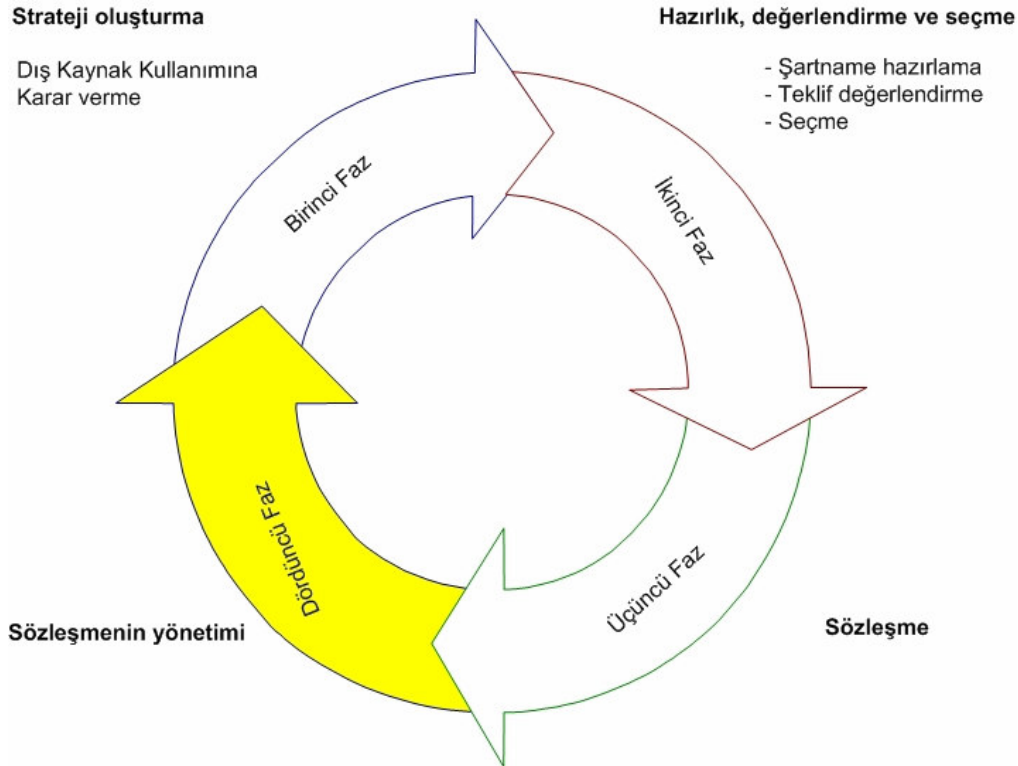 Strateji oluşturma
Dış Kaynak Kullanımına
Karar verme
Hazırlık, değerlendirme ve seçme
- Şartname hazırlama
- Teklif değerlendirme
- Seçme
Birinci Faz
İkinci Faz
Üçüncü Faz
Dördüncü Faz
Sözleşme
Sözleşmenin yönetimi